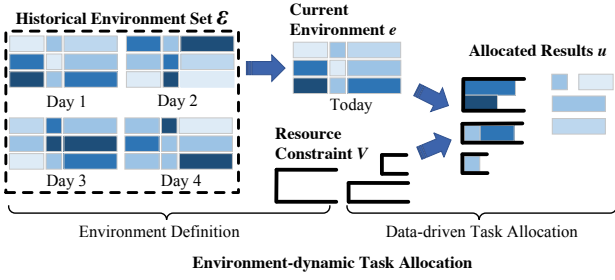 Historical Environment Set ℰ
Current
Environment e
Allocated Results u
Day 1
Day 2
Today
Resource
Constraint V
Day 3
Day 4
Environment Definition
Data-driven Task Allocation
Environment-dynamic Task Allocation